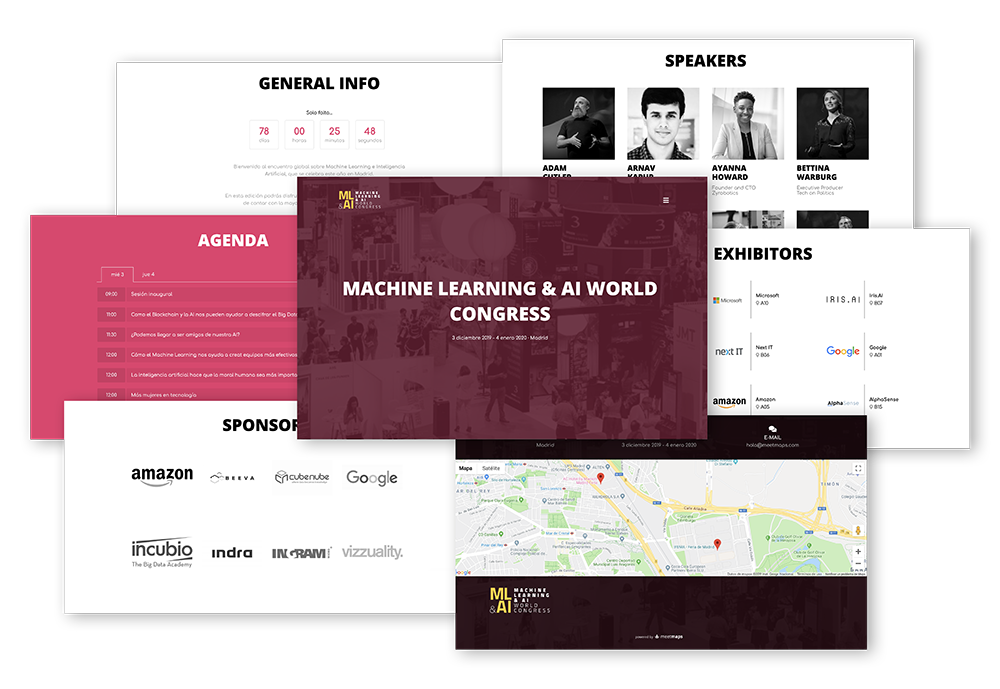 GENERAL INFO
Solo falta...
78
00
25
48
días
horas
minutos
segundos
Bienvenido al encuentro global sobre Machine Learning e Inteligencia
Artificial, que se celebra este año en Madrid.
En esta edición podrás
de contar con la
SPEAKERS
ADAM
ARNAV
AYANNA
HOWARD
Founder and CTO
Zyrobotics
BETTINA
WARBURG
Executive Producer
Tech on Politics
AGENDA
mié 3
jue 4
09:00
Sesión inaugural
11:00
Como el Blockchain y la AI nos pueden ayudar a descifrar el Big Data
11:30
¿Podemos llegar a ser amigos de nuestra AI?
12:00
Cómo el Machine Learning nos ayuda a crear equipos más efectivos
12:00
La inteligencia artificial hace que la moral humana sea más
12:00
Más mujeres en tecnología
ML
&AI
MACHINE
LEARNING
& AI
WORLD
CONGRESS
MACHINE LEARNING & AI WORLD
CONGRESS
3 diciembre 2019 - 4 enero 2020 · Madrid
EXHIBITORS
Microsoft
Microsoft
A10
IRIS.AI
Iris.AI
B07
next IT
Next IT
B06
Google
Google
A01
amazon
Amazon
A05
AlphaSense
AlphaSense
B15
SPONSOR
amazon
BEEVA
cubenube
Google
incubio
The Big Data Academy
indra
INGRAM
vizzuality.
Madrid
3 diciembre 2019 - 4 enero 2020
E-MAIL
hola@meetmaps.com
Mapa
Satélite
IFEMA - Feria de Madrid
Google
ML
&AI
MACHINE
LEARNING
& AI
WORLD
CONGRESS
powered by meetmaps